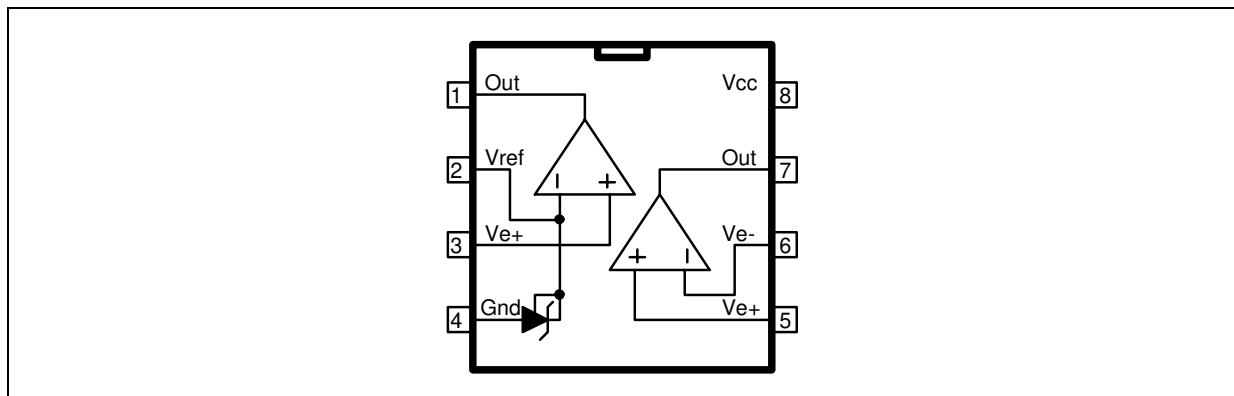 1 Out Vcc 8
2 Vref Out 7
3 Ve+ Ve- 6
4 Gnd Ve+ 5
- +
+ -